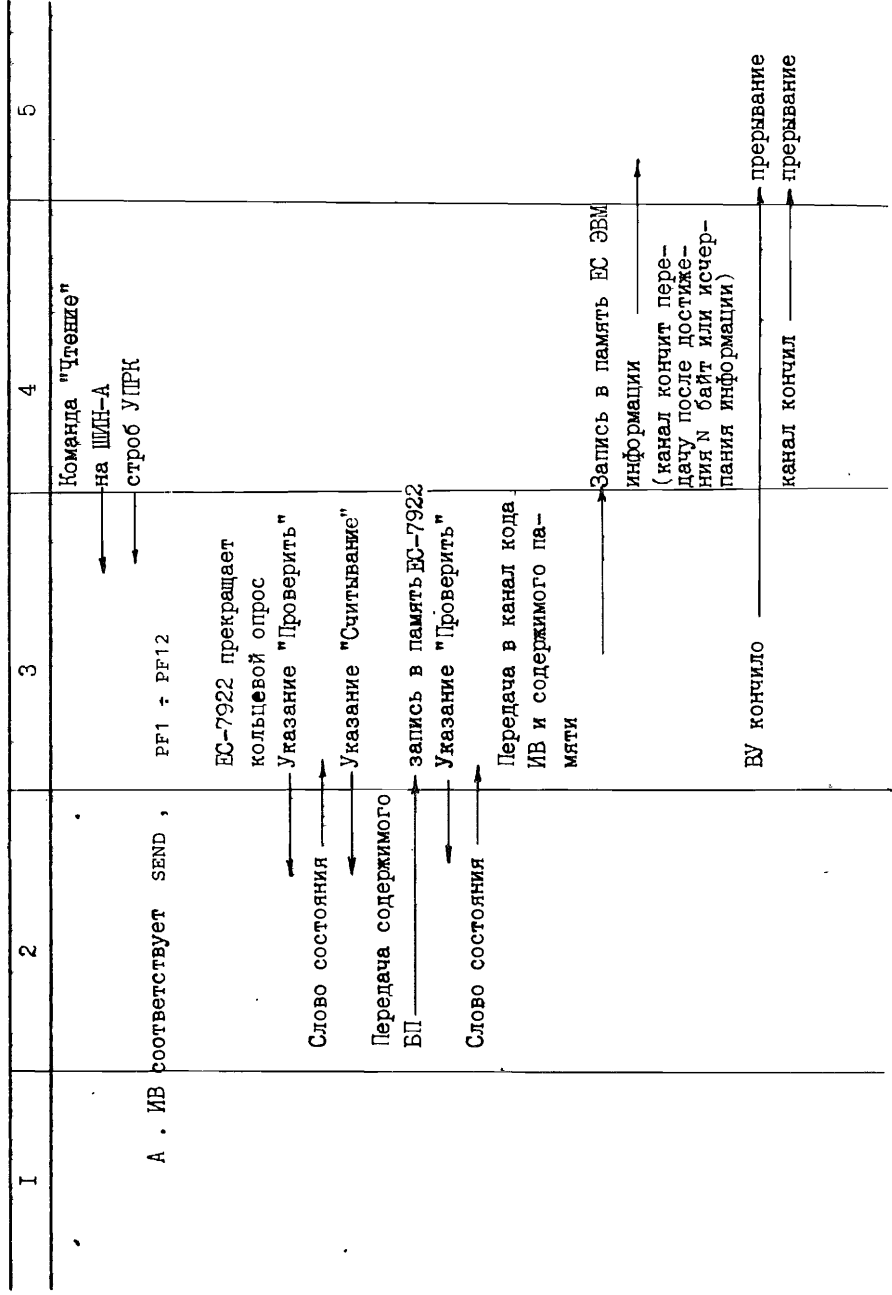 I 2 3 4 5
Команда "Чтение"
на ШИН-А
строб УПРК
А . ИВ соответствует SEND , PF1 ÷ PF12
ЕС-7922 прекращает
кольцевой опрос
Указание "Проверить"
Слово состояния
Указание "Считывание"
Передача содержимого
БП запись в память ЕС-7922
Указание "Проверить"
Слово состояния
Передача в канал кода
ИВ и содержимого па-
мяти
Запись в память ЕС ЭВМ
информации
(канал кончит пере-
дачу после достиже-
ния N байт или исчер-
пания информации)
ВУ кончило прерывание
канал кончил прерывание